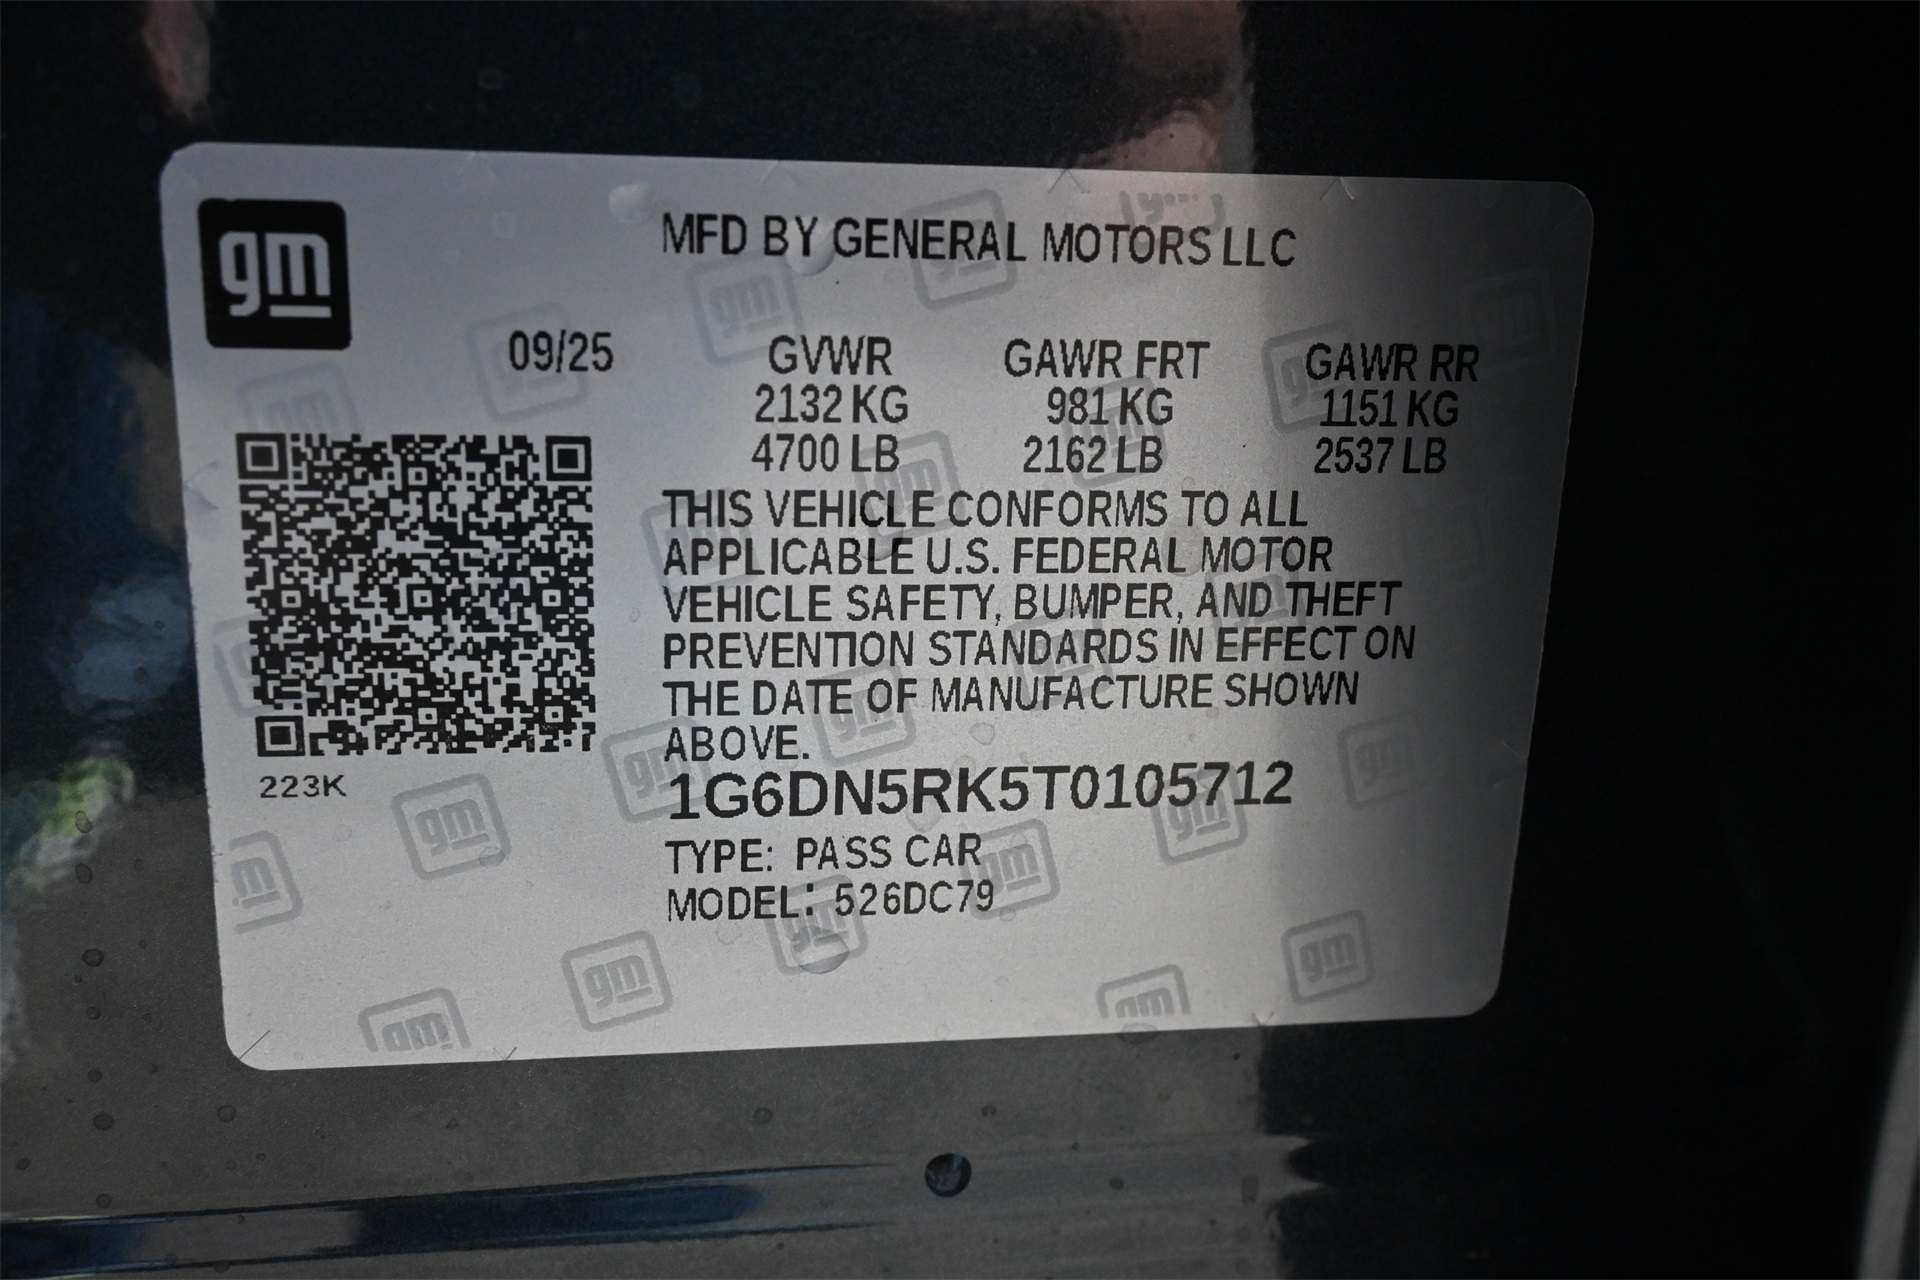 gm
MFD BY GENERAL MOTORS LLC
09/25 GVWR GAWR FRT GAWR RR
2132 KG 981 KG 1151 KG
4700 LB 2162 LB 2537 LB
THIS VEHICLE CONFORMS TO ALL
APPLICABLE U.S. FEDERAL MOTOR
VEHICLE SAFETY, BUMPER, AND THEFT
PREVENTION STANDARDS IN EFFECT ON
THE DATE OF MANUFACTURE SHOWN
ABOVE.
223K
1G6DN5RK5T0105712
TYPE: PASS CAR
MODEL: 526DC79